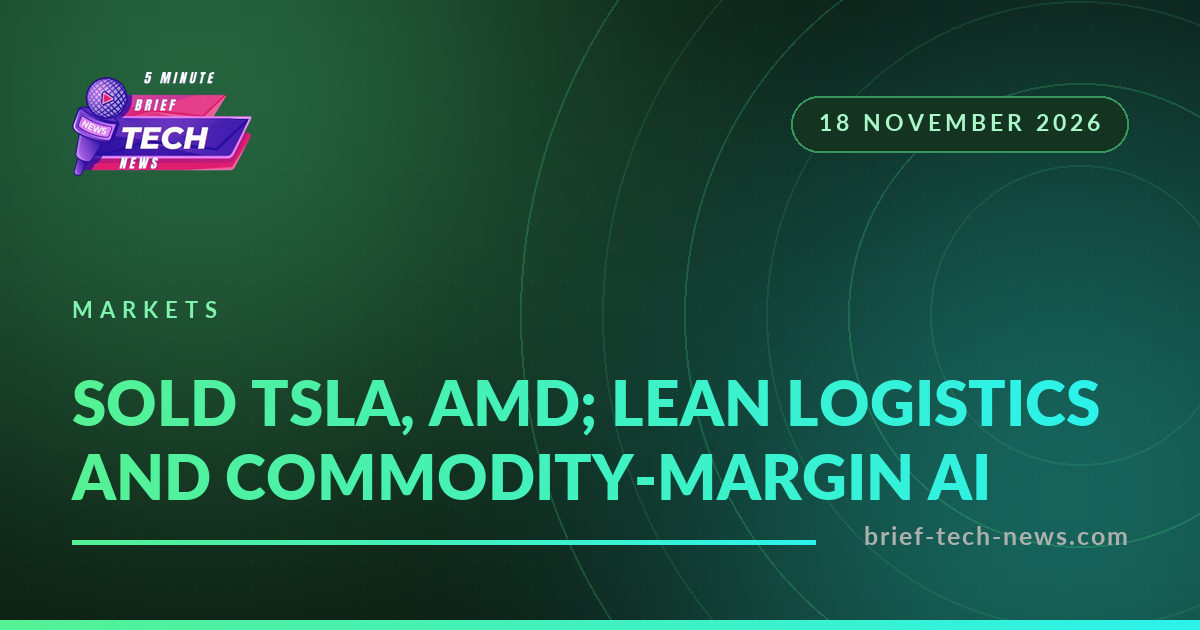 5 MINUTE
BRIEF
NEWS
TECH
NEWS
18 NOVEMBER 2026
MARKETS
SOLD TSLA, AMD; LEAN LOGISTICS
AND COMMODITY-MARGIN AI
brief-tech-news.com